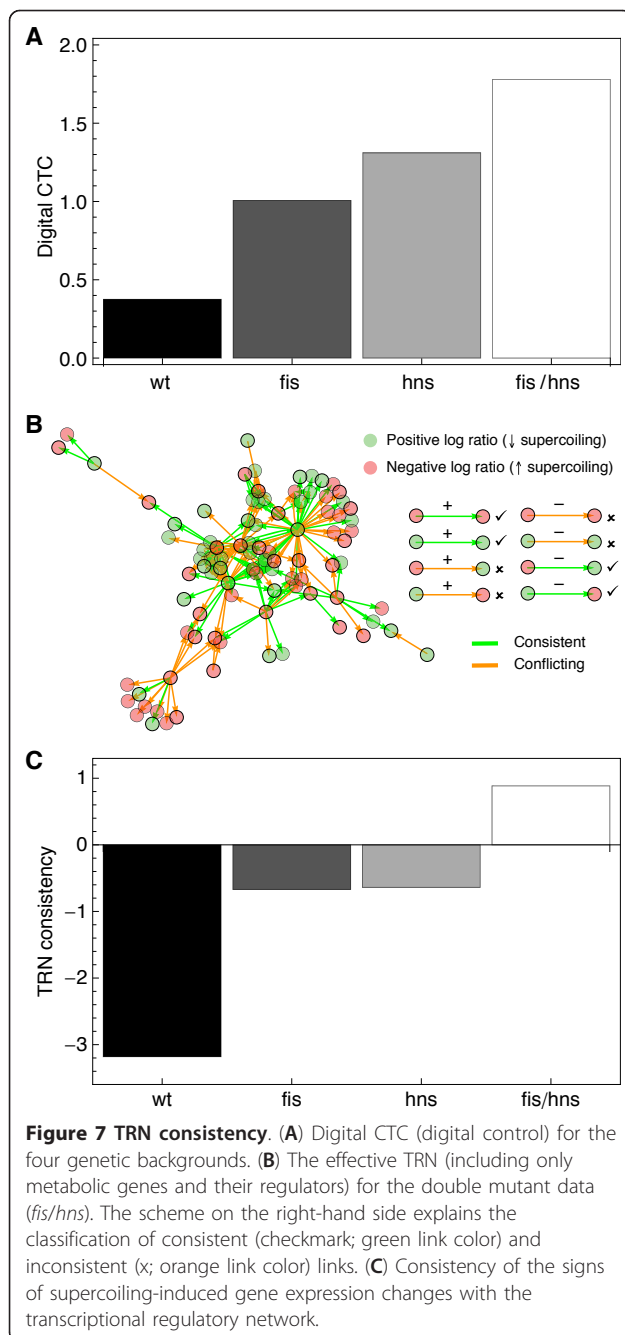 A
2.0
1.5
1.0
0.5
0.0
Digital CTC
wt fis hns fis/hns
B
Positive log ratio (↓ supercoiling)
Negative log ratio (↑ supercoiling)
+ ✓ − ×
+ ✓ − ×
+ × − ✓
+ × − ✓
Consistent
Conflicting
C
1
0
−1
−2
−3
TRN consistency
wt fis hns fis/hns
Figure 7 TRN consistency. (A) Digital CTC (digital control) for the
four genetic backgrounds. (B) The effective TRN (including only
metabolic genes and their regulators) for the double mutant data
(fis/hns). The scheme on the right-hand side explains the
classification of consistent (checkmark; green link color) and
inconsistent (x; orange link color) links. (C) Consistency of the signs
of supercoiling-induced gene expression changes with the
transcriptional regulatory network.